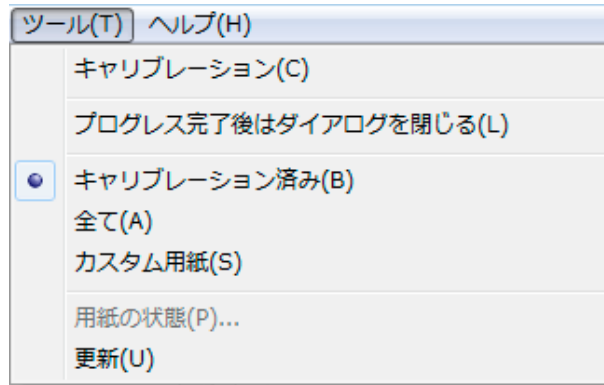 ツール(T) ヘルプ(H)
キャリブレーション(C)
プログレス完了後はダイアログを閉じる(L)
キャリブレーション済み(B)
全て(A)
カスタム用紙(S)
用紙の状態(P)...
更新(U)